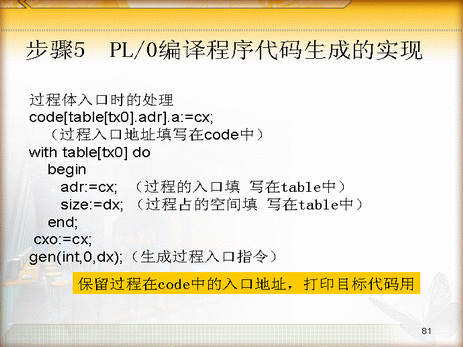 步骤5 PL/0编译程序代码生成的实现
过程体入口时的处理
code[table[tx0].adr].a:=cx;
（过程入口地址填写在code中）
with table[tx0] do
begin
adr:=cx; （过程的入口填 写在table中）
size:=dx; （过程占的空间填 写在table中）
end;
cxo:=cx;
gen(int,0,dx);（生成过程入口指令）
保留过程在code中的入口地址，打印目标代码用
81